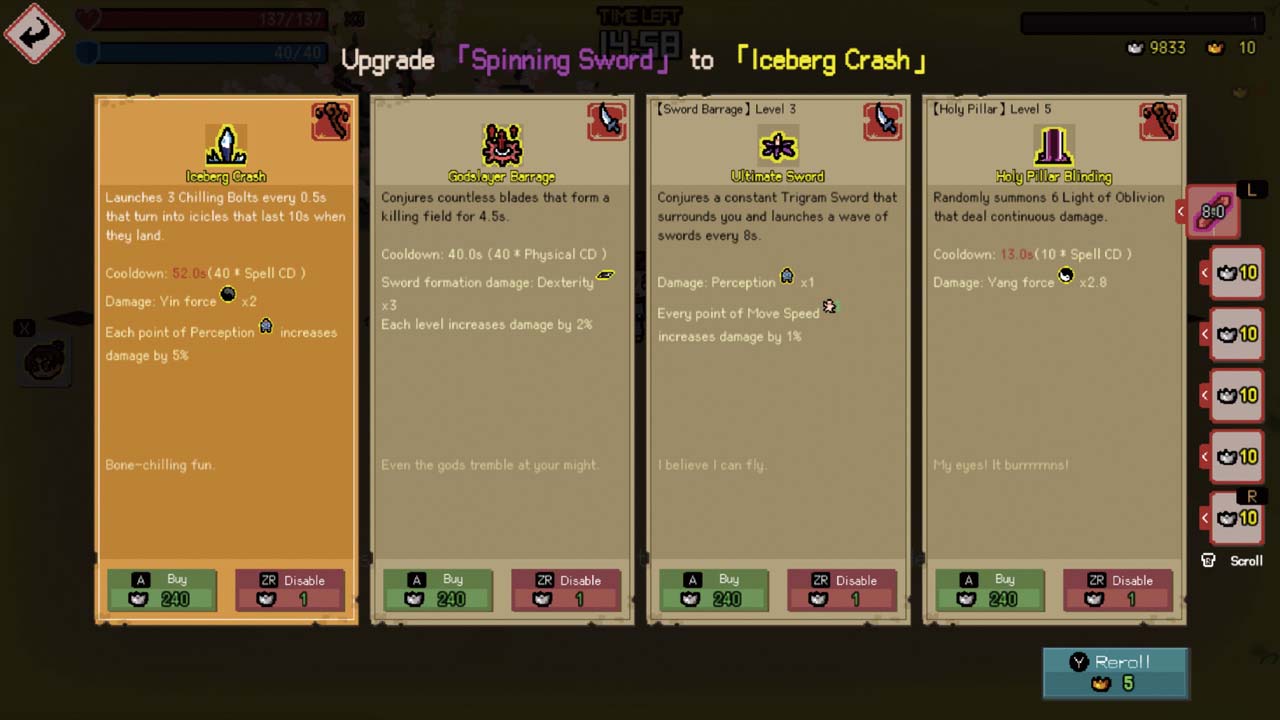 137/137
X5
TIME LEFT
14:58
1
40/40
9833 10
Upgrade 「Spinning Sword」 to 「Iceberg Crash」
Iceberg Crash
Launches 3 Chilling Bolts every 0.5s
that turn into icicles that last 10s when
they land.
Cooldown: 52.0s(40 * Spell CD )
Damage: Yin force x2
Each point of Perception increases
damage by 5%
Bone-chilling fun.
A Buy
240
ZR Disable
1
Godslayer Barrage
Conjures countless blades that form a
killing field for 4.5s.
Cooldown: 40.0s (40 * Physical CD )
Sword formation damage: Dexterity
x3
Each level increases damage by 2%
Even the gods tremble at your might.
A Buy
240
ZR Disable
1
【Sword Barrage】Level 3
Ultimate Sword
Conjures a constant Trigram Sword that
surrounds you and launches a wave of
swords every 8s.
Damage: Perception x1
Every point of Move Speed
increases damage by 1%
I believe I can fly.
A Buy
240
ZR Disable
1
【Holy Pillar】Level 5
Holy Pillar Blinding
Randomly summons 6 Light of Oblivion
that deal continuous damage.
Cooldown: 13.0s(10 * Spell CD )
Damage: Yang force x2.8
My eyes! It burrrrnns!
A Buy
240
ZR Disable
1
L
8.0
10
10
10
10
R
10
Scroll
X
Y Reroll
5